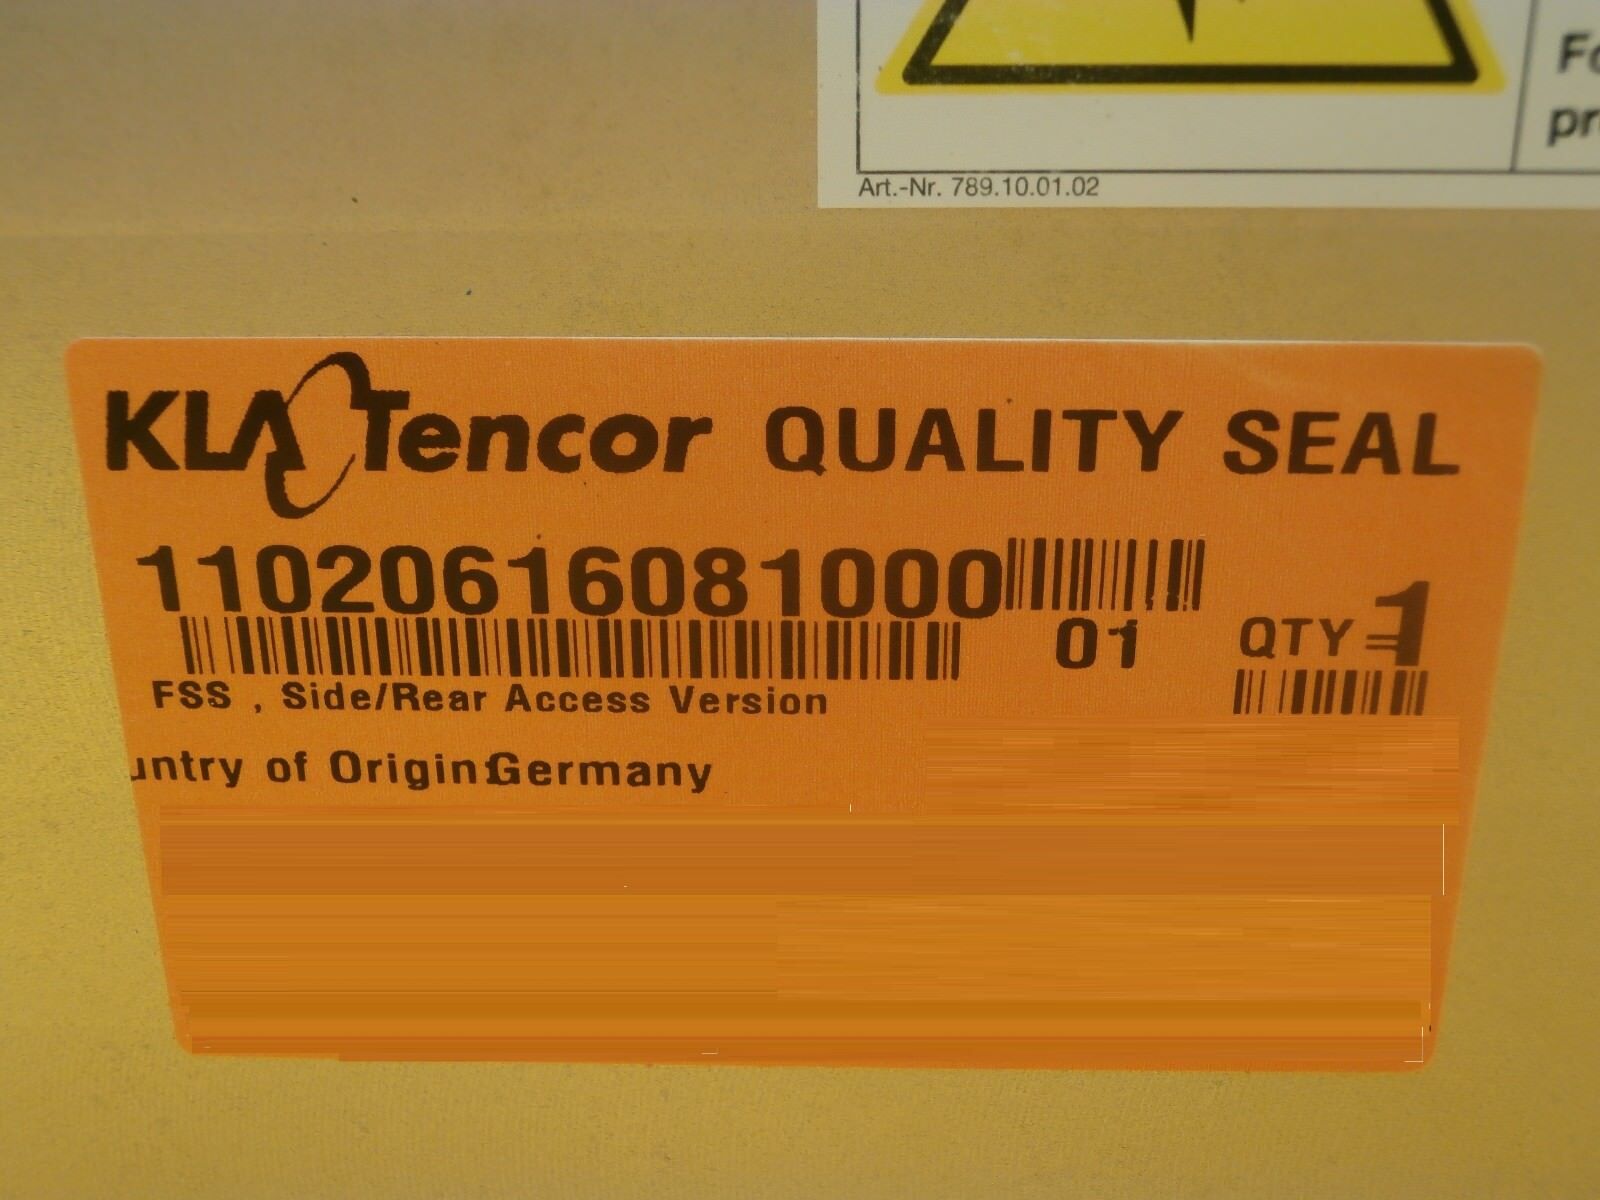 Fo
pr
Art.-Nr. 789.10.01.02
KLA Tencor QUALITY SEAL
11020616081000
01
QTY 1
FSS , Side/Rear Access Version
untry of Origin:Germany